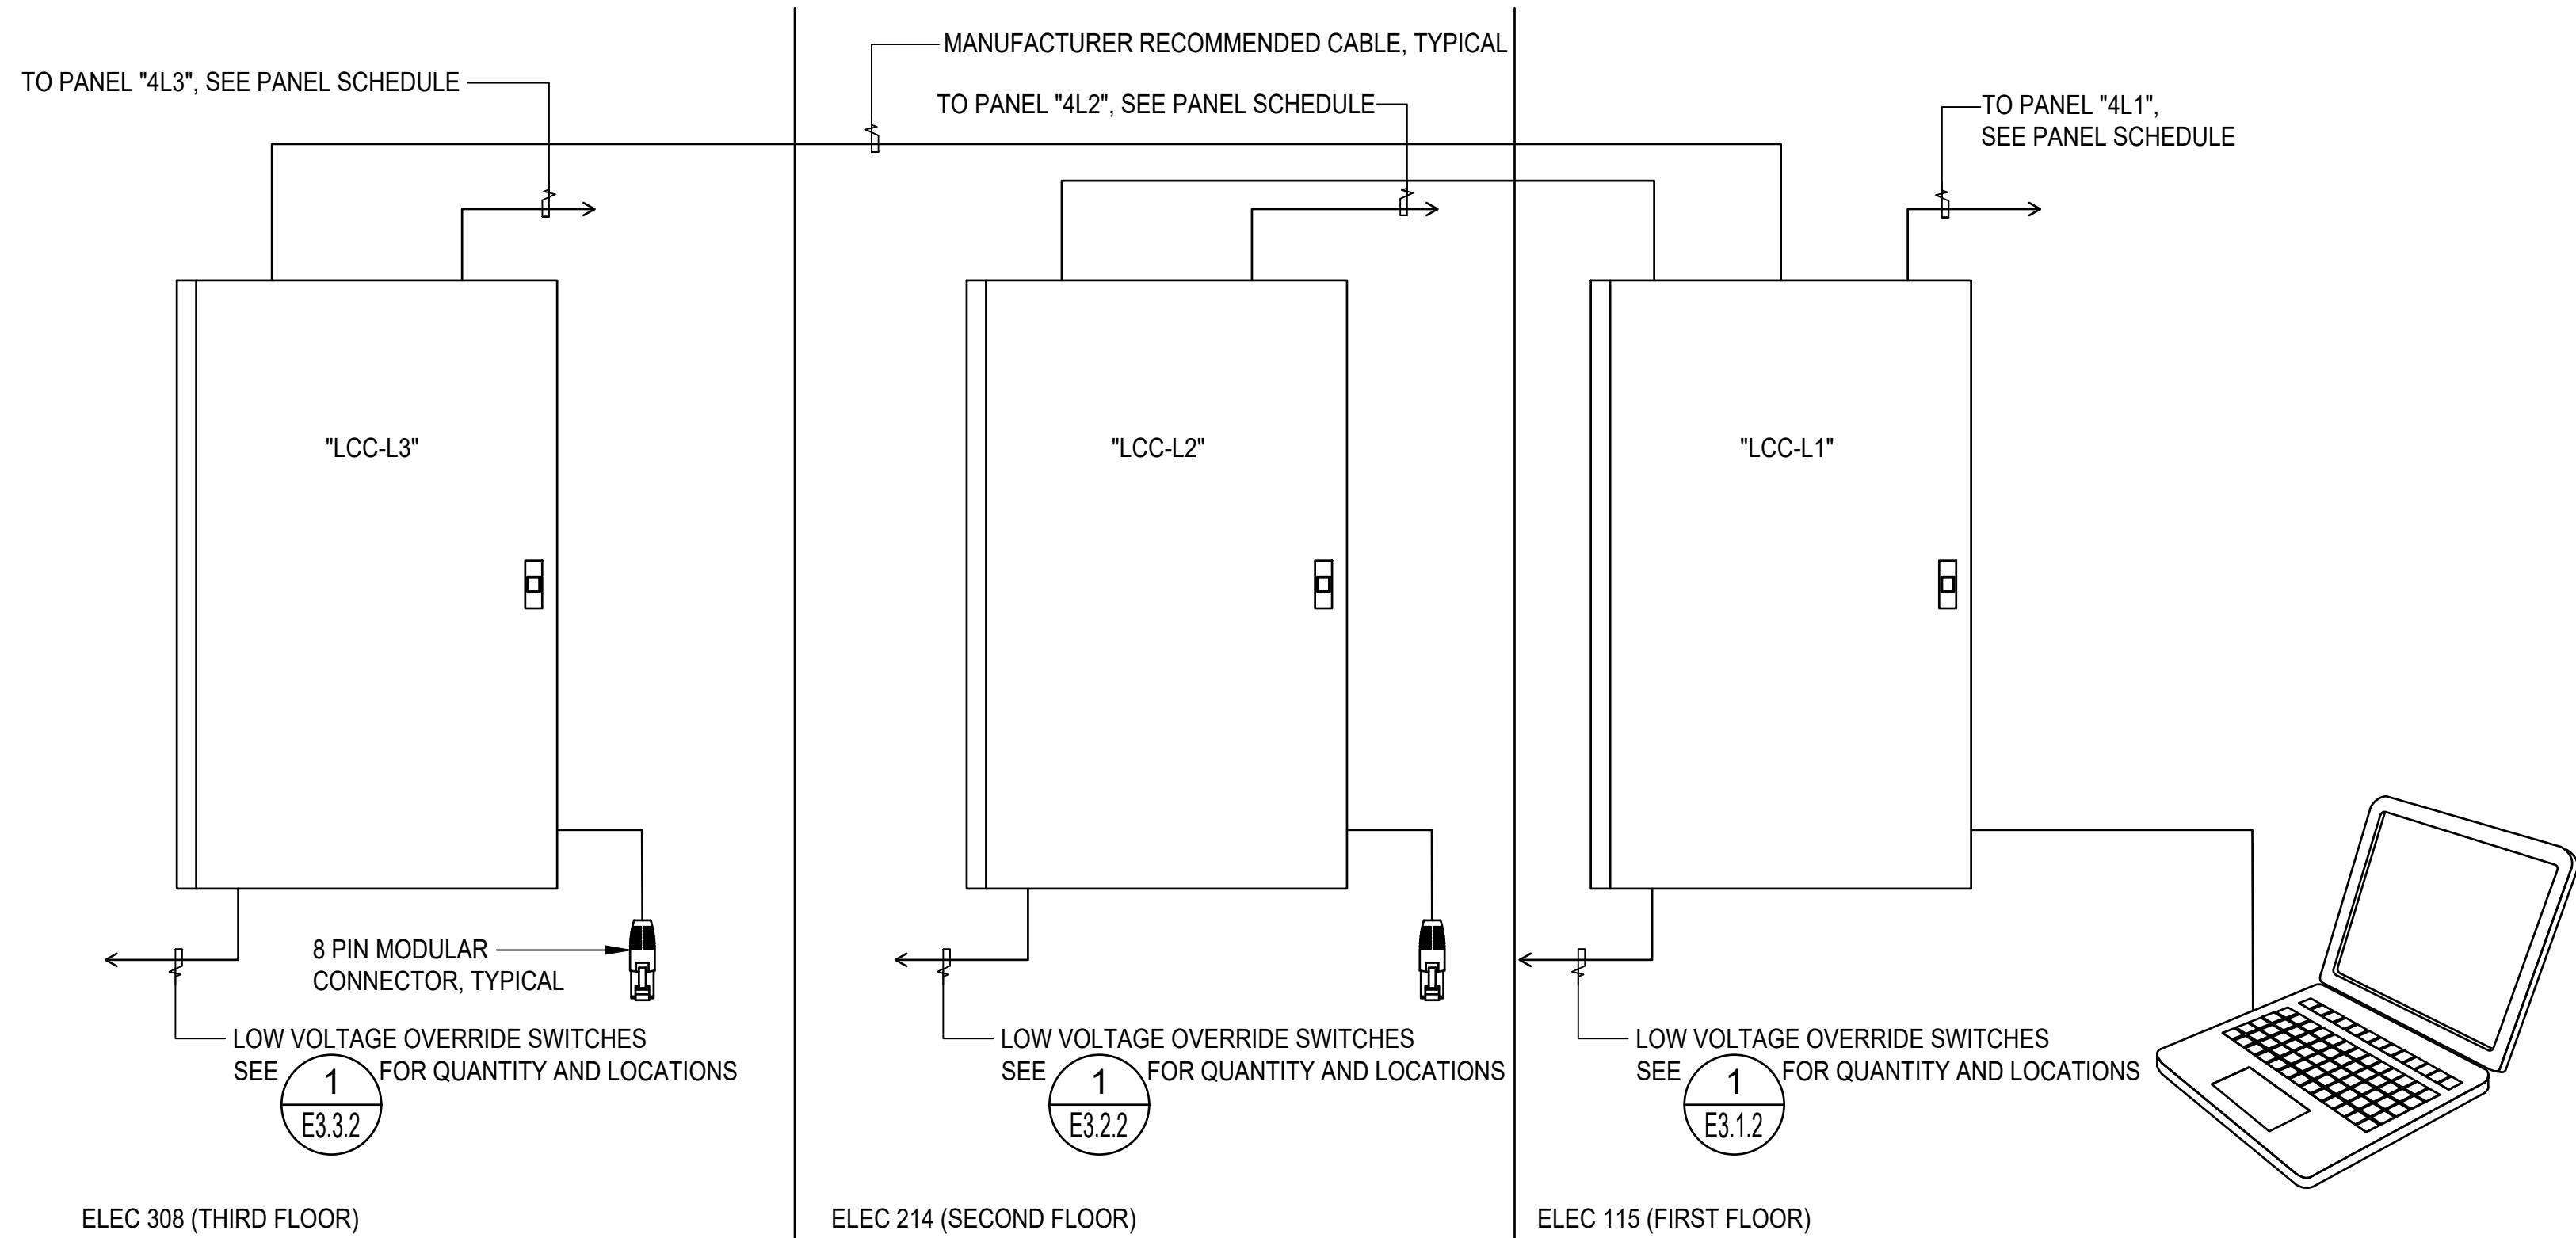 MANUFACTURER RECOMMENDED CABLE, TYPICAL
TO PANEL "4L3", SEE PANEL SCHEDULE
TO PANEL "4L2", SEE PANEL SCHEDULE
TO PANEL "4L1",
SEE PANEL SCHEDULE
"LCC-L3"
"LCC-L2"
"LCC-L1"
8 PIN MODULAR
CONNECTOR, TYPICAL
LOW VOLTAGE OVERRIDE SWITCHES
SEE 1 FOR QUANTITY AND LOCATIONS
E3.3.2
LOW VOLTAGE OVERRIDE SWITCHES
SEE 1 FOR QUANTITY AND LOCATIONS
E3.2.2
LOW VOLTAGE OVERRIDE SWITCHES
SEE 1 FOR QUANTITY AND LOCATIONS
E3.1.2
ELEC 308 (THIRD FLOOR)
ELEC 214 (SECOND FLOOR)
ELEC 115 (FIRST FLOOR)